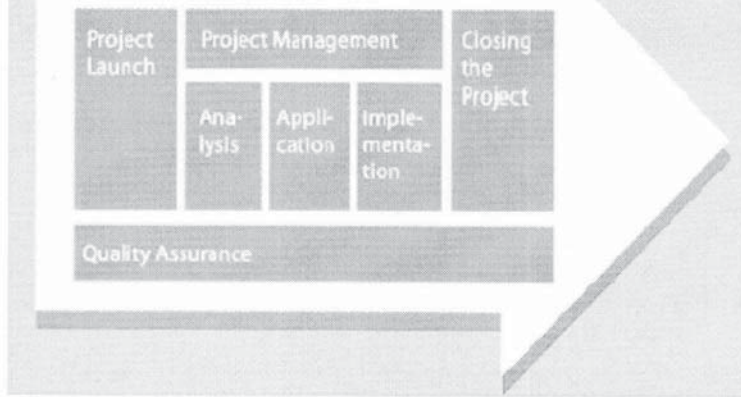 Project
Launch
Project Management
Closing
the
Project
Ana-
lysis
Appli-
cation
Imple-
menta-
tion
Quality Assurance